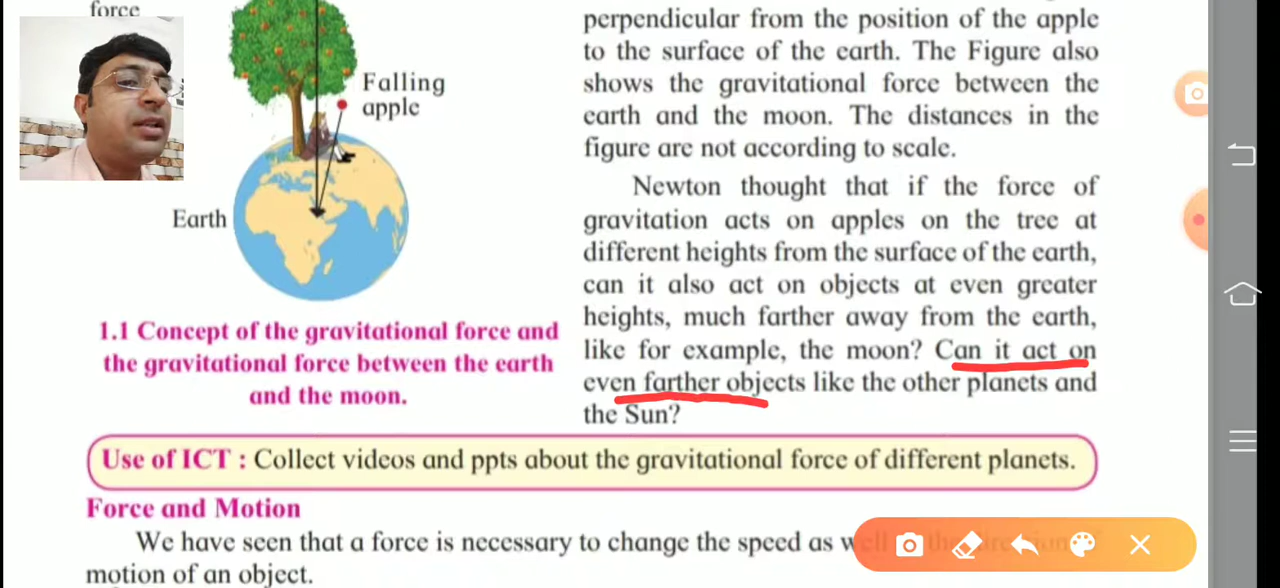 force
Falling
apple
Earth
1.1 Concept of the gravitational force and
the gravitational force between the earth
and the moon.
perpendicular from the position of the apple
to the surface of the earth. The Figure also
shows the gravitational force between the
earth and the moon. The distances in the
figure are not according to scale.
Newton thought that if the force of
gravitation acts on apples on the tree at
different heights from the surface of the earth,
can it also act on objects at even greater
heights, much farther away from the earth,
like for example, the moon? Can it act on
even farther objects like the other planets and
the Sun?
Use of ICT : Collect videos and ppts about the gravitational force of different planets.
Force and Motion
We have seen that a force is necessary to change the speed as well as the direction of
motion of an object.